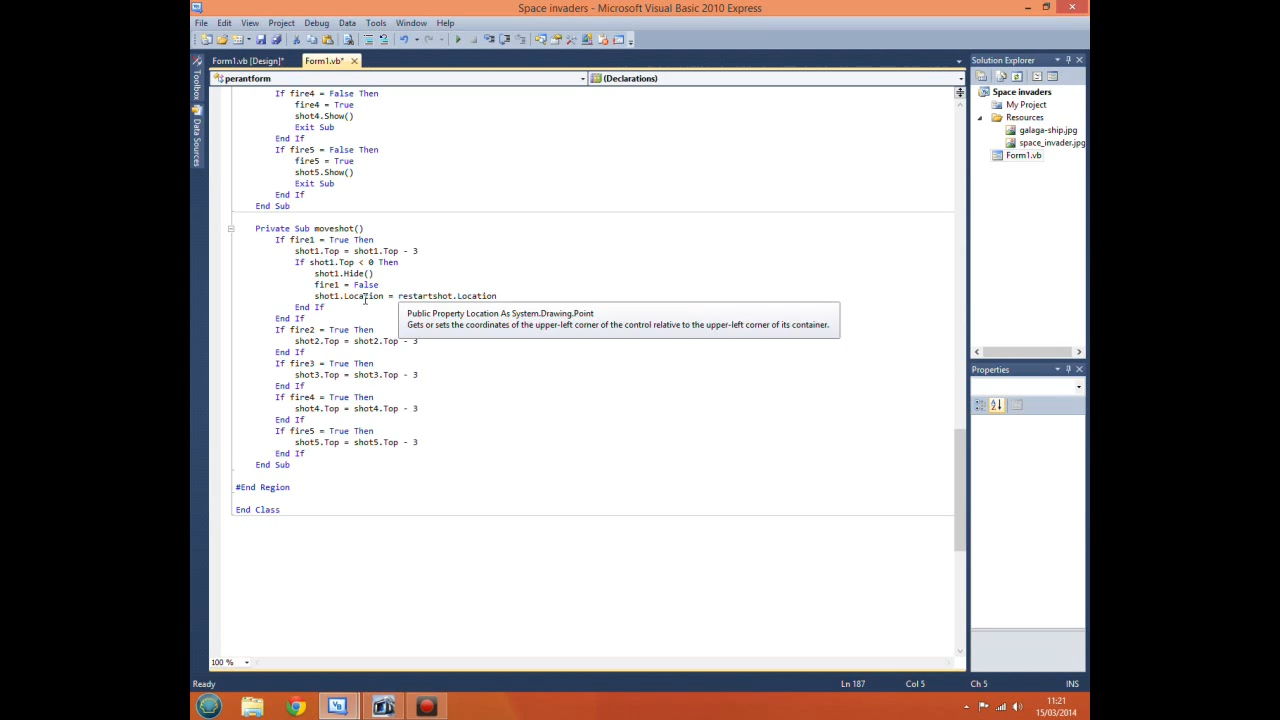 Space invaders - Microsoft Visual Basic 2010 Express
File Edit View Project Debug Data Tools Window Help
Form1.vb [Design]* Form1.vb*
Solution Explorer
perantform (Declarations)
Toolbox
Data Sources
If fire4 = False Then
fire4 = True
shot4.Show()
Exit Sub
End If
If fire5 = False Then
fire5 = True
shot5.Show()
Exit Sub
End If
End Sub
Private Sub moveshot()
If fire1 = True Then
shot1.Top = shot1.Top - 3
If shot1.Top < 0 Then
shot1.Hide()
fire1 = False
shot1.Location = restartshot.Location
End If
End If
Public Property Location As System.Drawing.Point
Gets or sets the coordinates of the upper-left corner of the control relative to the upper-left corner of its container.
If fire2 = True Then
shot2.Top = shot2.Top - 3
End If
If fire3 = True Then
shot3.Top = shot3.Top - 3
End If
If fire4 = True Then
shot4.Top = shot4.Top - 3
End If
If fire5 = True Then
shot5.Top = shot5.Top - 3
End If
End Sub
#End Region
End Class
Space invaders
My Project
Resources
galaga-ship.jpg
space_invader.jpg
Form1.vb
Properties
100 %
Ready Ln 187 Col 5 Ch 5 INS
11:21
15/03/2014